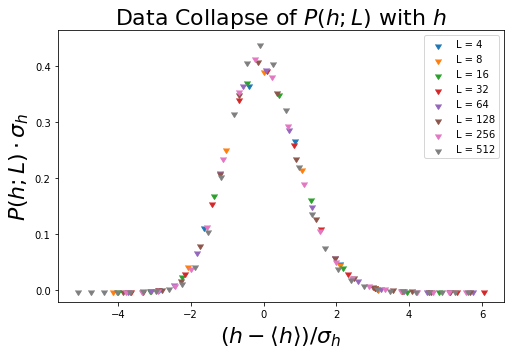 Data Collapse of P(h; L) with h
P(h; L) · σ_h
0.4
0.3
0.2
0.1
0.0
−4
−2
0
2
4
6
(h − ⟨h⟩)/σ_h
L = 4
L = 8
L = 16
L = 32
L = 64
L = 128
L = 256
L = 512